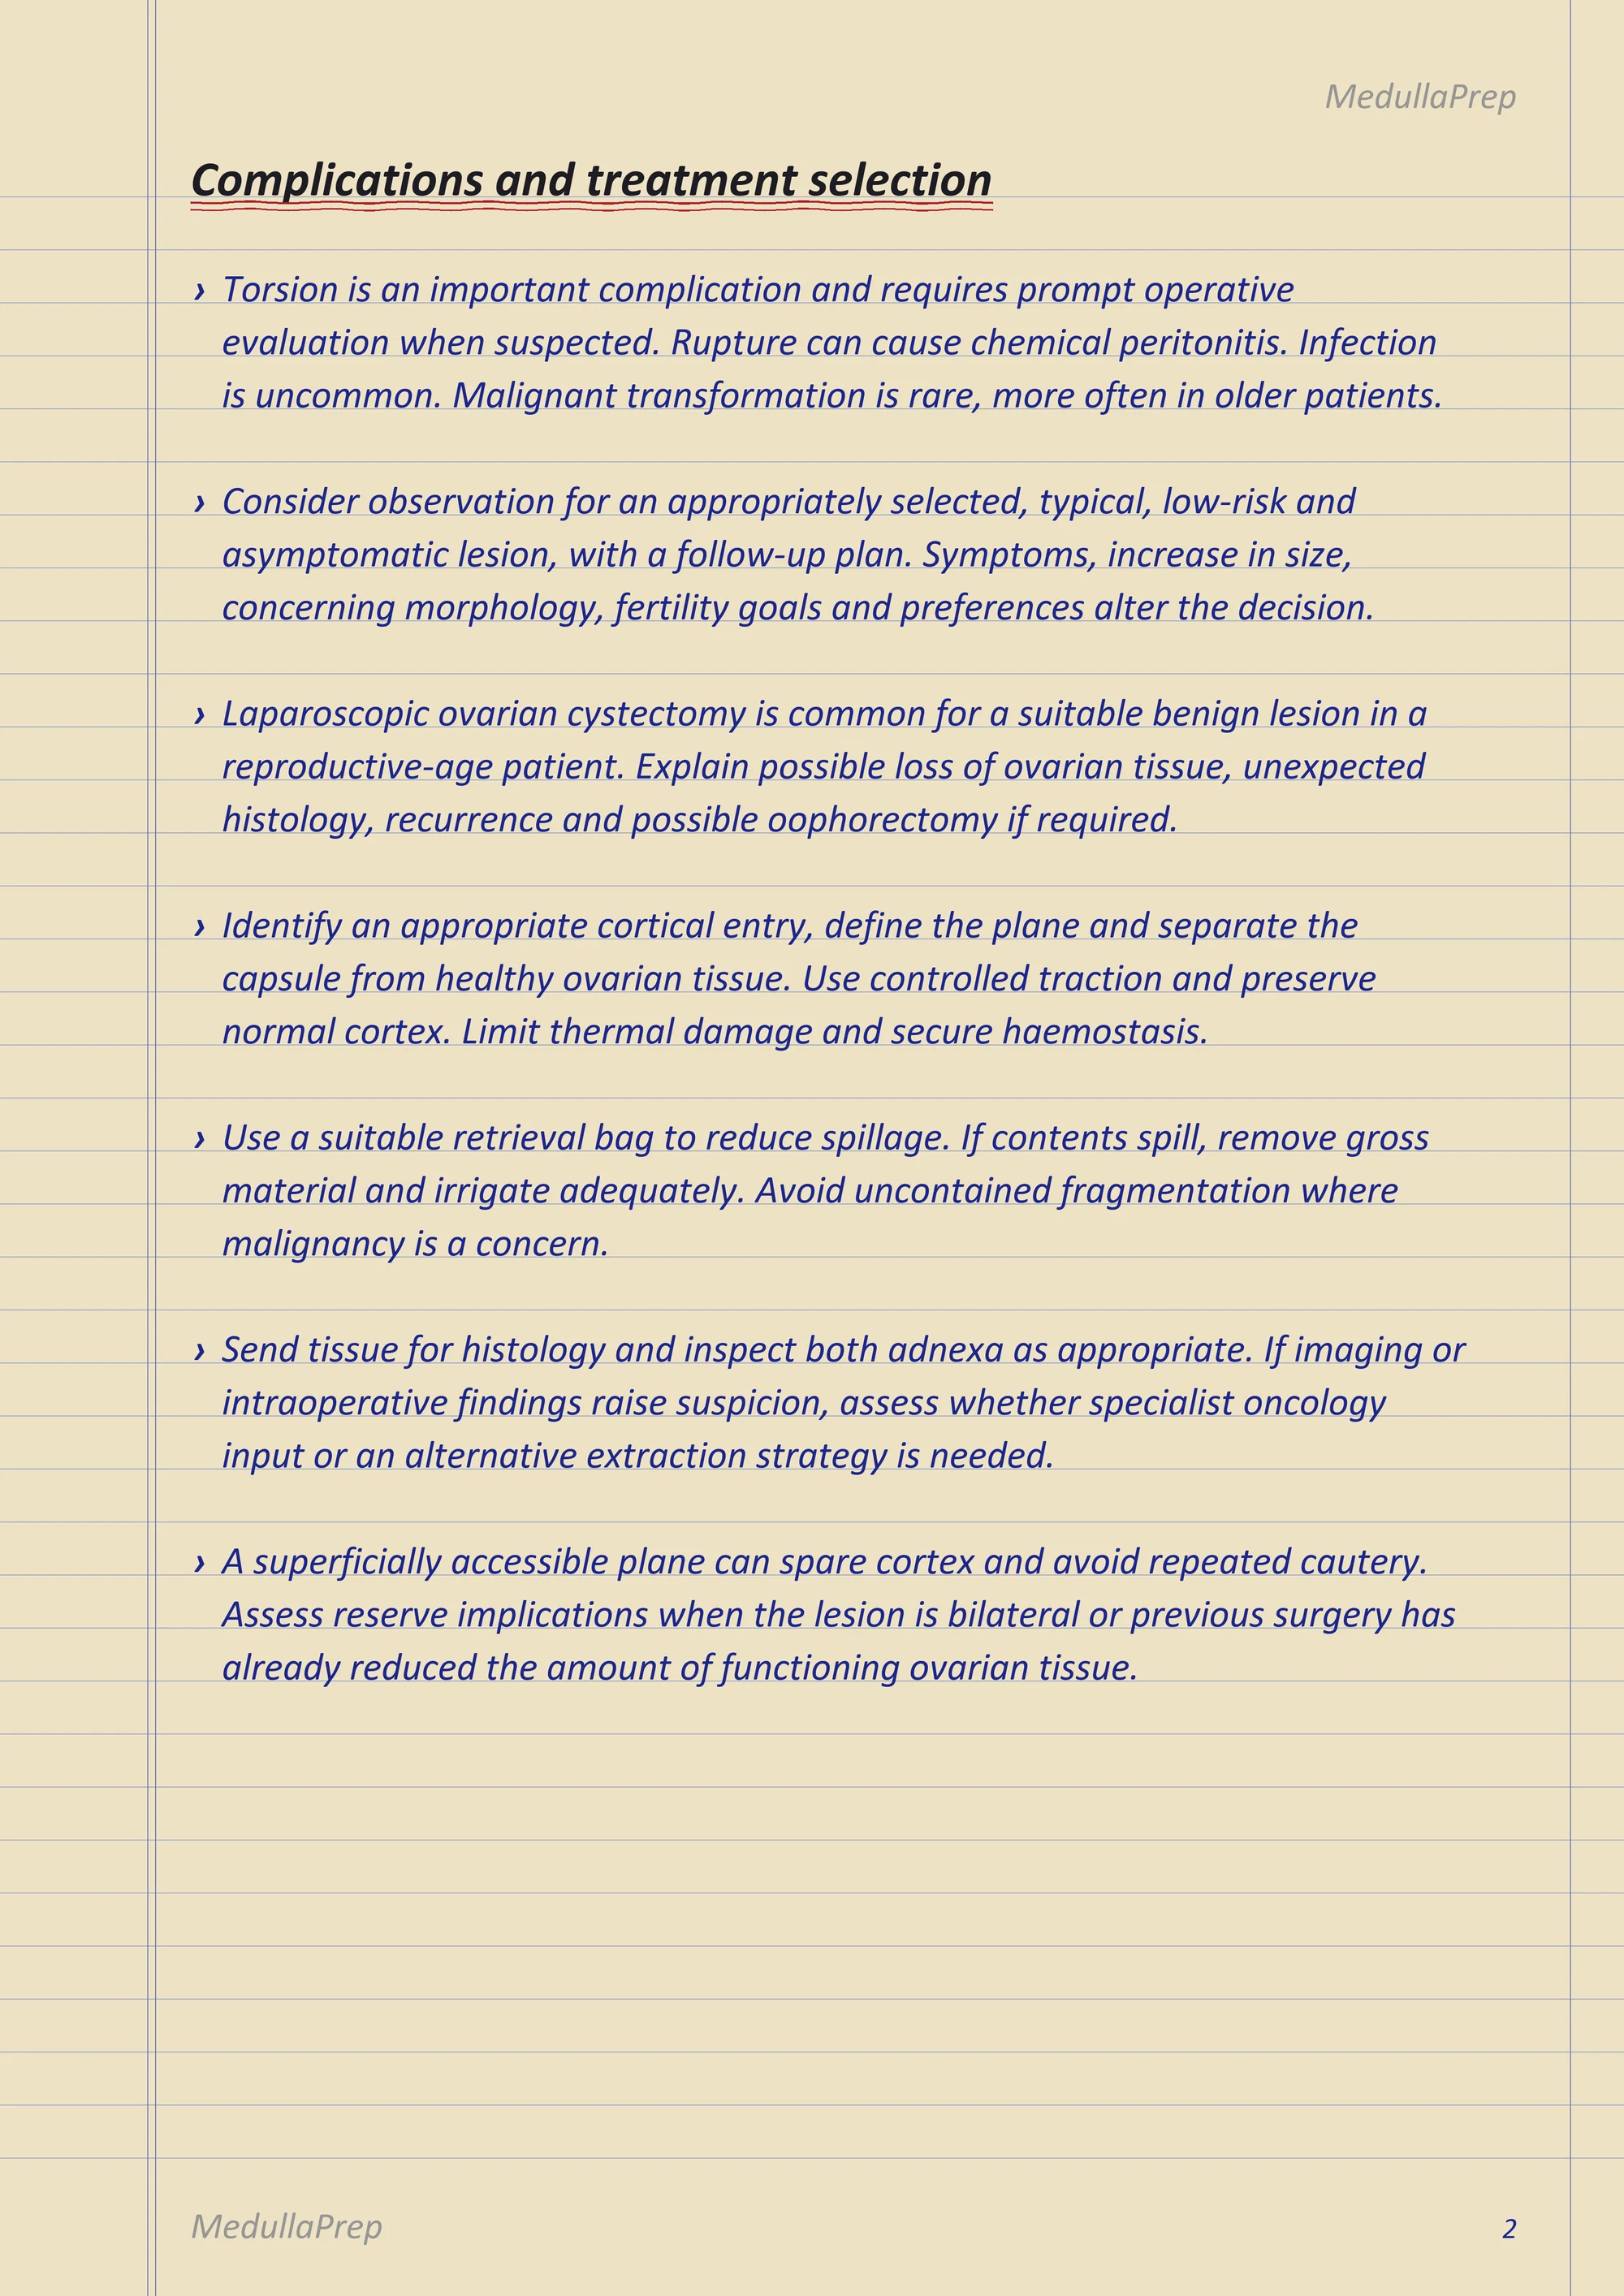 MedullaPrep
Complications and treatment selection
› Torsion is an important complication and requires prompt operative
evaluation when suspected. Rupture can cause chemical peritonitis. Infection
is uncommon. Malignant transformation is rare, more often in older patients.
› Consider observation for an appropriately selected, typical, low-risk and
asymptomatic lesion, with a follow-up plan. Symptoms, increase in size,
concerning morphology, fertility goals and preferences alter the decision.
› Laparoscopic ovarian cystectomy is common for a suitable benign lesion in a
reproductive-age patient. Explain possible loss of ovarian tissue, unexpected
histology, recurrence and possible oophorectomy if required.
› Identify an appropriate cortical entry, define the plane and separate the
capsule from healthy ovarian tissue. Use controlled traction and preserve
normal cortex. Limit thermal damage and secure haemostasis.
› Use a suitable retrieval bag to reduce spillage. If contents spill, remove gross
material and irrigate adequately. Avoid uncontained fragmentation where
malignancy is a concern.
› Send tissue for histology and inspect both adnexa as appropriate. If imaging or
intraoperative findings raise suspicion, assess whether specialist oncology
input or an alternative extraction strategy is needed.
› A superficially accessible plane can spare cortex and avoid repeated cautery.
Assess reserve implications when the lesion is bilateral or previous surgery has
already reduced the amount of functioning ovarian tissue.
MedullaPrep
2